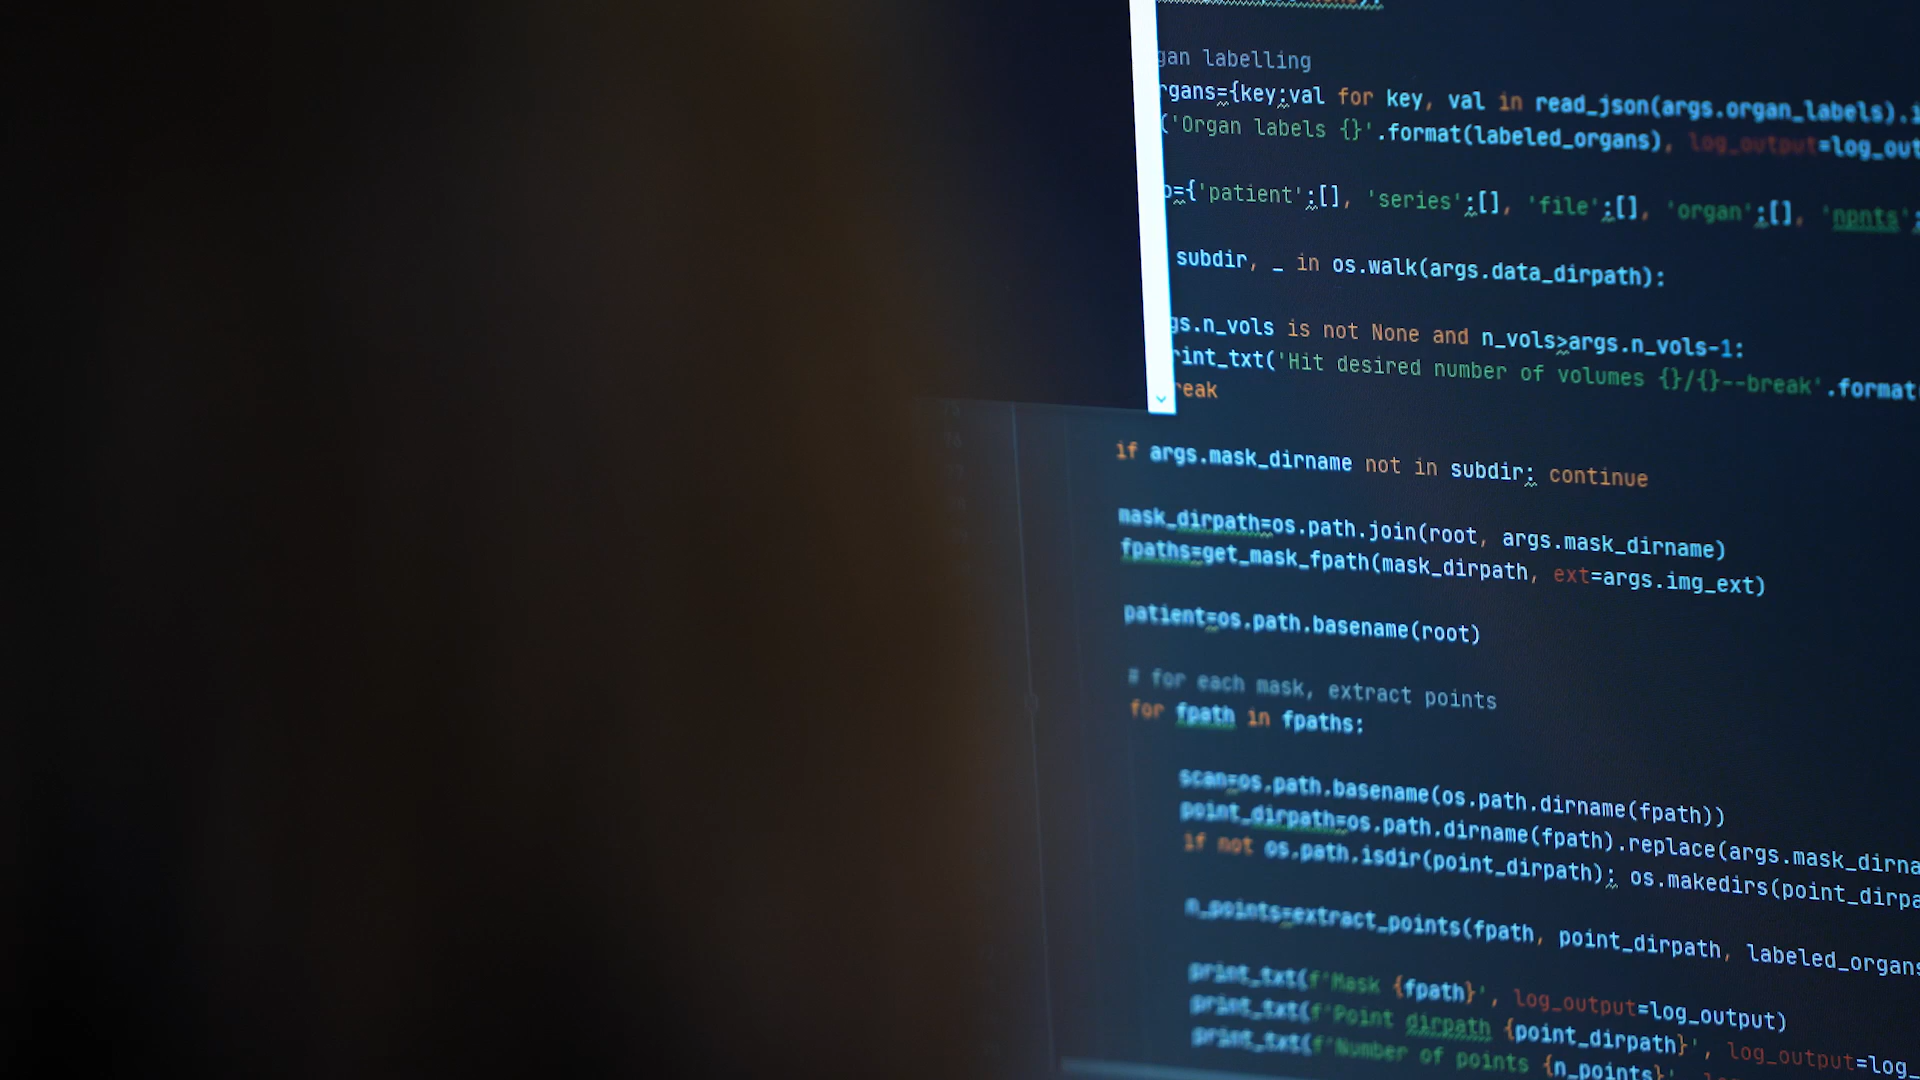 gan labelling
rgans={key:val for key, val in read_json(args.organ_labels).i
('Organ labels {}'.format(labeled_organs), log_output=log_out
o={'patient':[], 'series':[], 'file':[], 'organ':[], 'npnts':
subdir, _ in os.walk(args.data_dirpath):
gs.n_vols is not None and n_vols>args.n_vols-1:
rint_txt('Hit desired number of volumes {}/{}--break'.format(
reak
if args.mask_dirname not in subdir: continue
mask_dirpath=os.path.join(root, args.mask_dirname)
fpaths=get_mask_fpath(mask_dirpath, ext=args.img_ext)
patient=os.path.basename(root)
# for each mask, extract points
for fpath in fpaths:
scan=os.path.basename(os.path.dirname(fpath))
point_dirpath=os.path.dirname(fpath).replace(args.mask_dirna
if not os.path.isdir(point_dirpath): os.makedirs(point_dirpa
n_points=extract_points(fpath, point_dirpath, labeled_organs
print_txt(f'Mask {fpath}', log_output=log_output)
print_txt(f'Point dirpath {point_dirpath}', log_output=log_
print_txt(f'Number of points {n_points}'